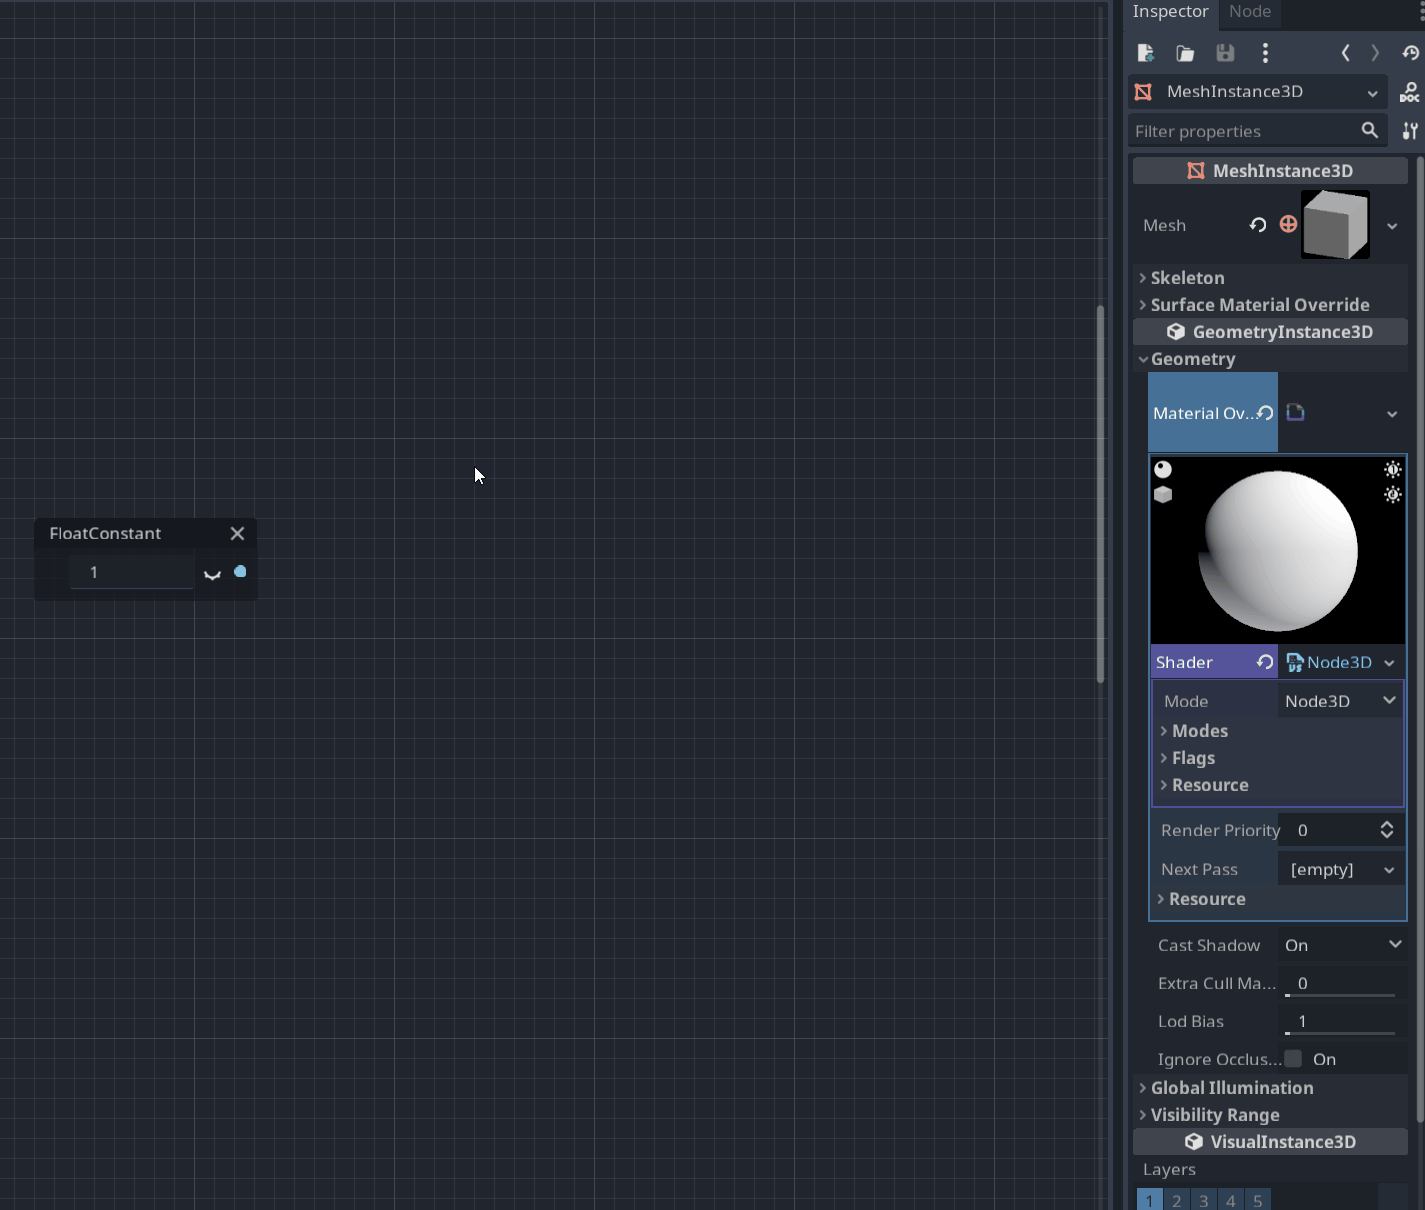 Inspector Node
MeshInstance3D
DOC
Filter properties
MeshInstance3D
Mesh
Skeleton
Surface Material Override
GeometryInstance3D
Geometry
Material Ov...
FloatConstant
1
Shader Node3D
Mode Node3D
Modes
Flags
Resource
Render Priority 0
Next Pass [empty]
Resource
Cast Shadow On
Extra Cull Ma... 0
Lod Bias 1
Ignore Occlus... On
Global Illumination
Visibility Range
VisualInstance3D
Layers
1 2 3 4 5